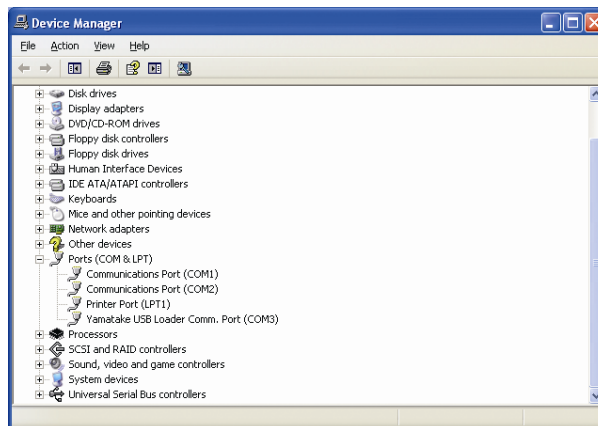 Device Manager
File Action View Help
Disk drives
Display adapters
DVD/CD-ROM drives
Floppy disk controllers
Floppy disk drives
Human Interface Devices
IDE ATA/ATAPI controllers
Keyboards
Mice and other pointing devices
Network adapters
Other devices
Ports (COM & LPT)
Communications Port (COM1)
Communications Port (COM2)
Printer Port (LPT1)
Yamatake USB Loader Comm. Port (COM3)
Processors
SCSI and RAID controllers
Sound, video and game controllers
System devices
Universal Serial Bus controllers